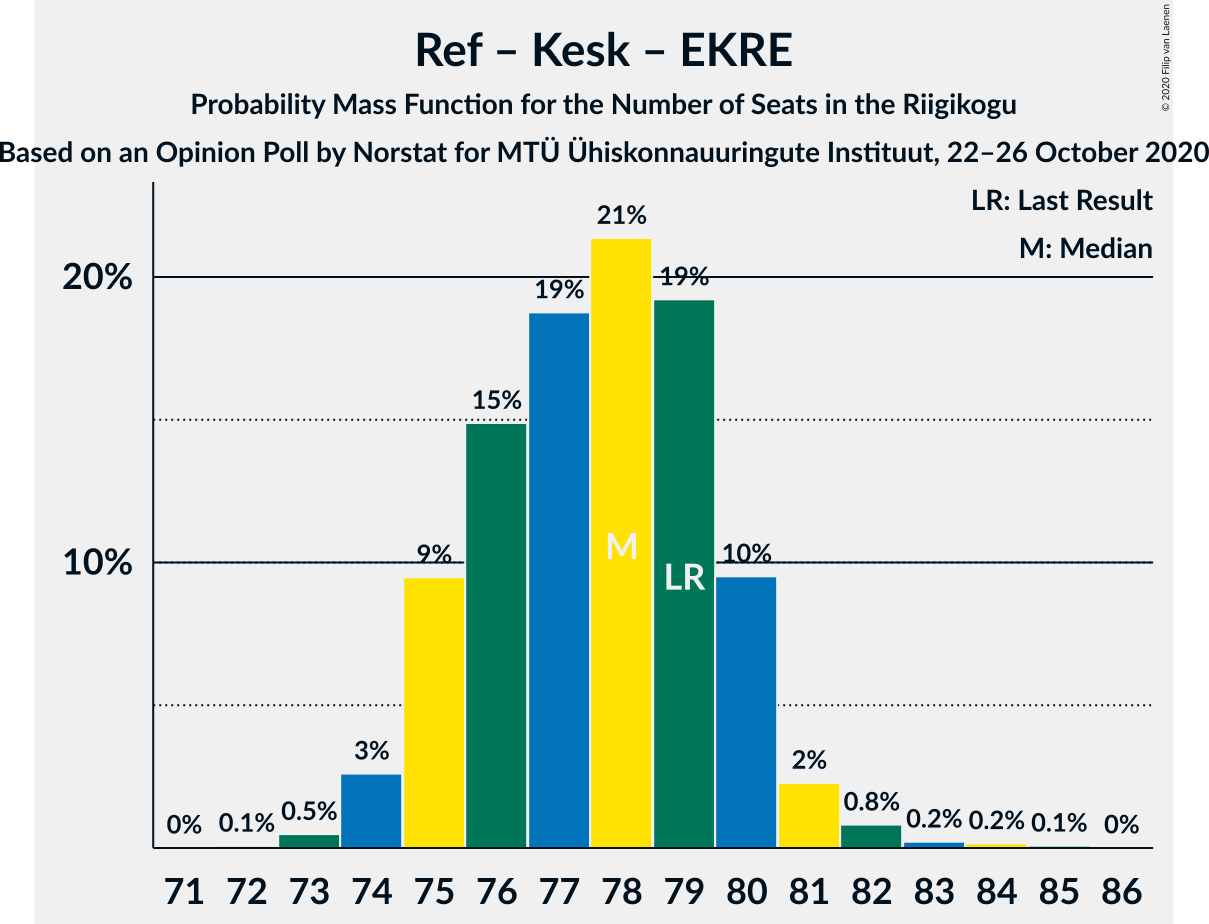 Ref – Kesk – EKRE
© 2020 Filip van Laenen
Probability Mass Function for the Number of Seats in the Riigikogu
Based on an Opinion Poll by Norstat for MTÜ Ühiskonnauuringute Instituut, 22–26 October 2020
LR: Last Result
M: Median
21%
20%
19%
19%
15%
M
10%
9%
10%
LR
3%
2%
0%
0.1%
0.5%
0.8%
0.2%
0.2%
0.1%
0%
71 72 73 74 75 76 77 78 79 80 81 82 83 84 85 86